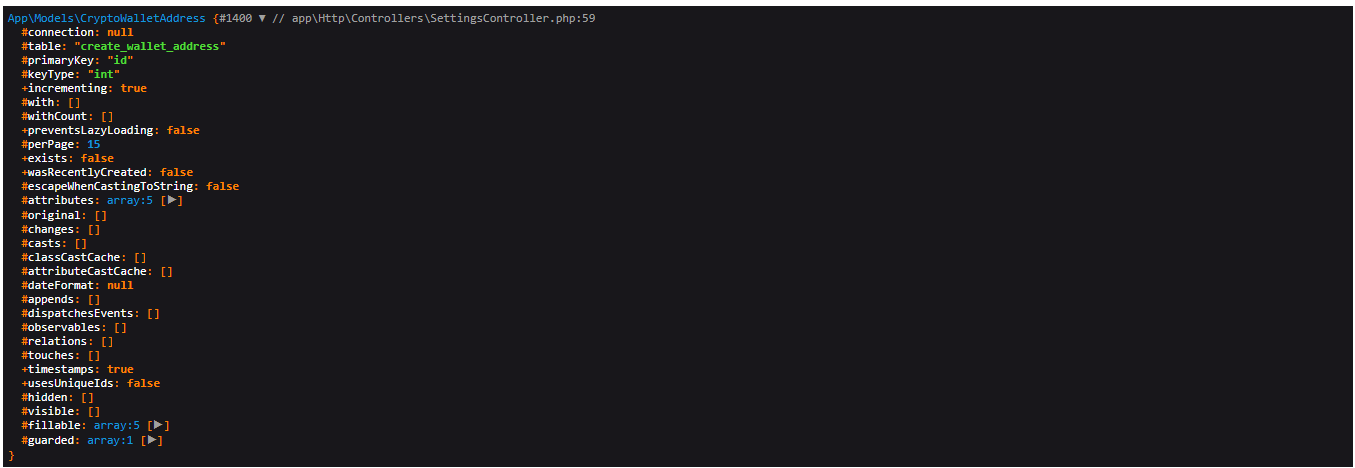 App\Models\CryptoWalletAddress {#1400 ▼ // app\Http\Controllers\SettingsController.php:59
#connection: null
#table: "create_wallet_address"
#primaryKey: "id"
#keyType: "int"
+incrementing: true
#with: []
#withCount: []
+preventsLazyLoading: false
#perPage: 15
+exists: false
+wasRecentlyCreated: false
#escapeWhenCastingToString: false
#attributes: array:5 [▶]
#original: []
#changes: []
#casts: []
#classCastCache: []
#attributeCastCache: []
#dateFormat: null
#appends: []
#dispatchesEvents: []
#observables: []
#relations: []
#touches: []
+timestamps: true
+usesUniqueIds: false
#hidden: []
#visible: []
#fillable: array:5 [▶]
#guarded: array:1 [▶]
}